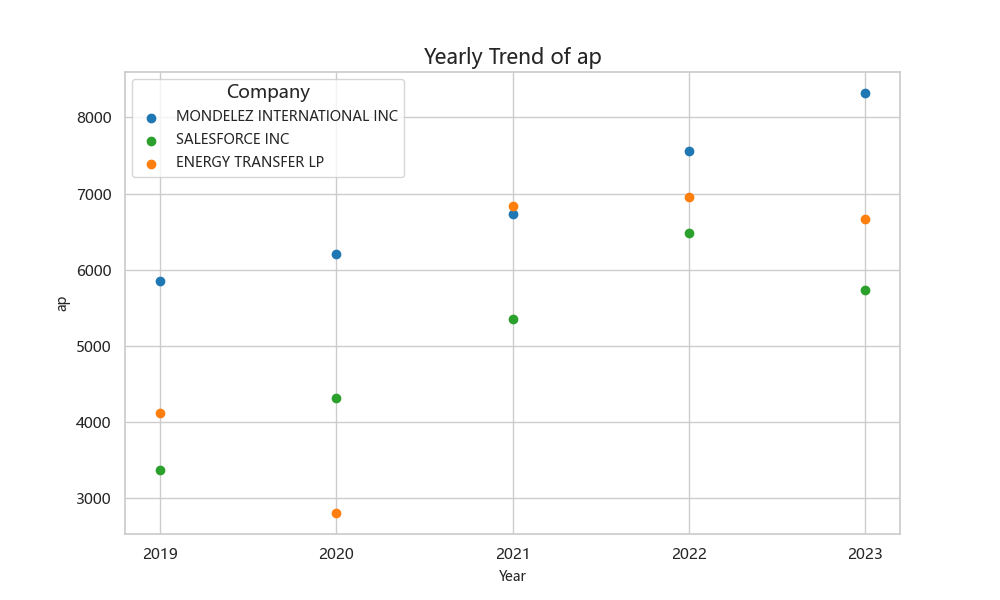 Yearly Trend of ap
Company
MONDELEZ INTERNATIONAL INC
SALESFORCE INC
ENERGY TRANSFER LP
8000
7000
6000
5000
4000
3000
ap
2019 2020 2021 2022 2023
Year